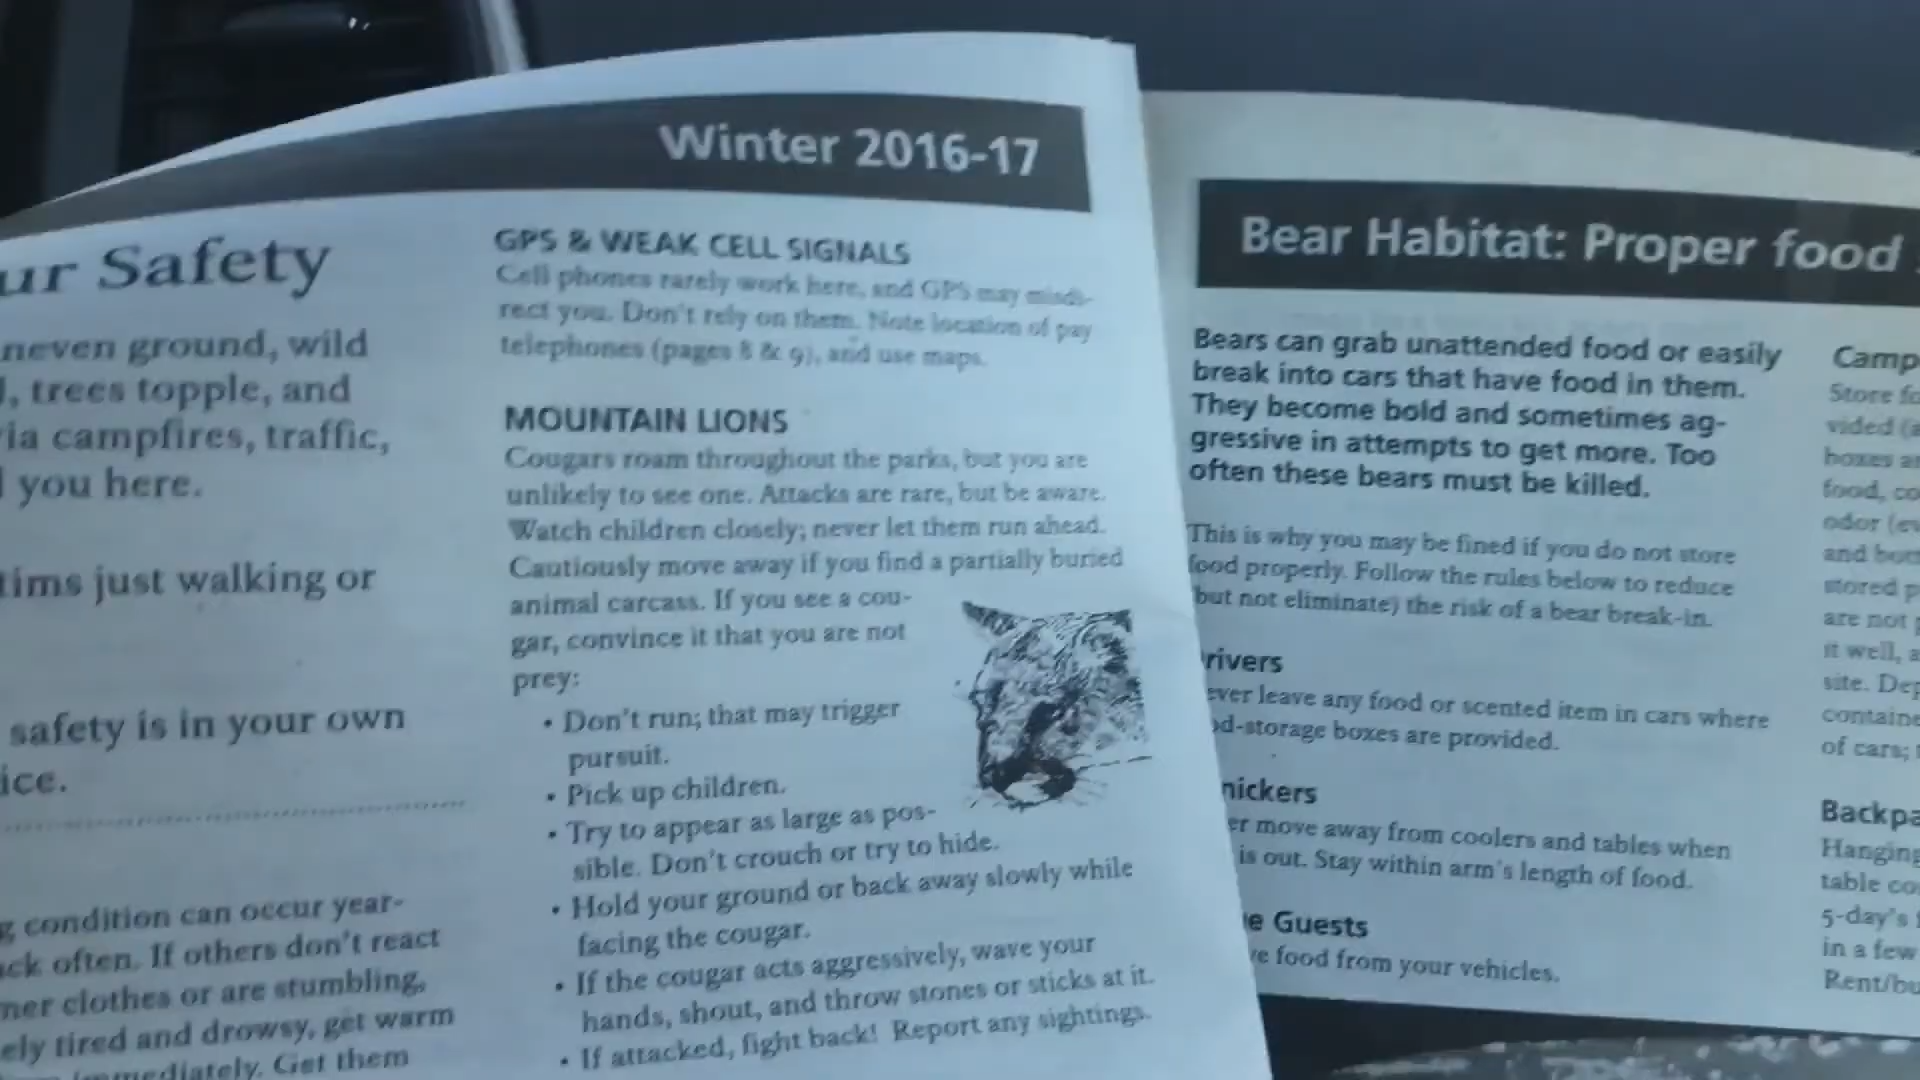 Winter 2016-17
ur Safety
neven ground, wild
, trees topple, and
ia campfires, traffic,
you here.
tims just walking or
safety is in your own
ice.
g condition can occur year-
ck often. If others don't react
mer clothes or are stumbling,
ely tired and drowsy, get warm
immediately. Get them
GPS & WEAK CELL SIGNALS
Cell phones rarely work here, and GPS may misdi-
rect you. Don't rely on them. Note location of pay
telephones (pages 8 & 9), and use maps.
MOUNTAIN LIONS
Cougars roam throughout the parks, but you are
unlikely to see one. Attacks are rare, but be aware.
Watch children closely; never let them run ahead.
Cautiously move away if you find a partially buried
animal carcass. If you see a cou-
gar, convince it that you are not
prey:
• Don't run; that may trigger
pursuit.
• Pick up children.
• Try to appear as large as pos-
sible. Don't crouch or try to hide.
• Hold your ground or back away slowly while
facing the cougar.
• If the cougar acts aggressively, wave your
hands, shout, and throw stones or sticks at it.
• If attacked, fight back! Report any sightings.
Bear Habitat: Proper food
Bears can grab unattended food or easily
break into cars that have food in them.
They become bold and sometimes ag-
gressive in attempts to get more. Too
often these bears must be killed.
This is why you may be fined if you do not store
food properly. Follow the rules below to reduce
but not eliminate) the risk of a bear break-in.
rivers
ever leave any food or scented item in cars where
od-storage boxes are provided.
nickers
er move away from coolers and tables when
is out. Stay within arm's length of food.
e Guests
e food from your vehicles.
Camp
Store fo
vided (a
boxes ar
food, co
odor (ev
and bott
stored p
are not p
it well, a
site. Dep
containe
of cars; t
Backpa
Hanging
table co
5-day's f
in a few
Rent/bu